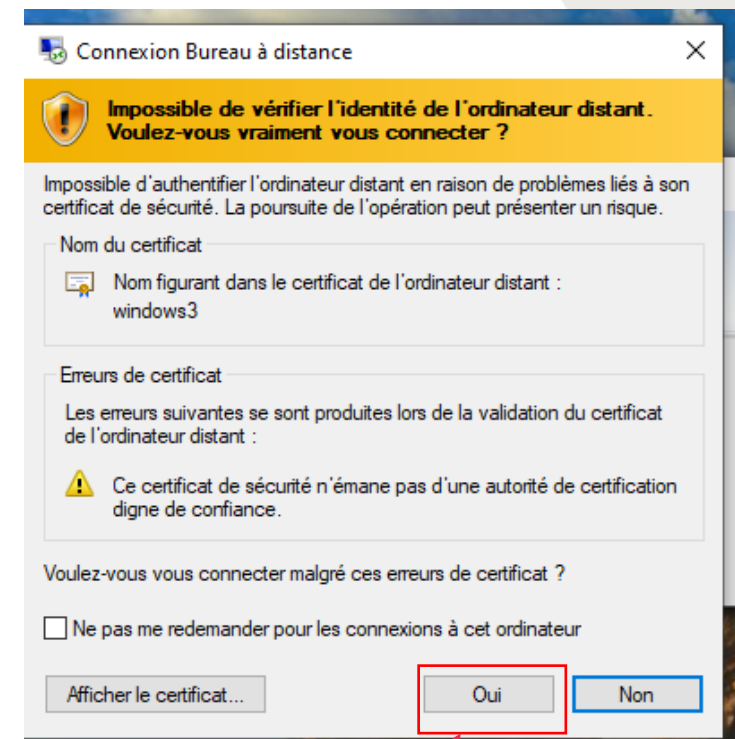 Connexion Bureau à distance
Impossible de vérifier l'identité de l'ordinateur distant.
Voulez-vous vraiment vous connecter ?
Impossible d'authentifier l'ordinateur distant en raison de problèmes liés à son
certificat de sécurité. La poursuite de l'opération peut présenter un risque.
Nom du certificat
Nom figurant dans le certificat de l'ordinateur distant :
windows3
Erreurs de certificat
Les erreurs suivantes se sont produites lors de la validation du certificat
de l'ordinateur distant :
Ce certificat de sécurité n'émane pas d'une autorité de certification
digne de confiance.
Voulez-vous vous connecter malgré ces erreurs de certificat ?
Ne pas me redemander pour les connexions à cet ordinateur
Afficher le certificat...
Oui
Non